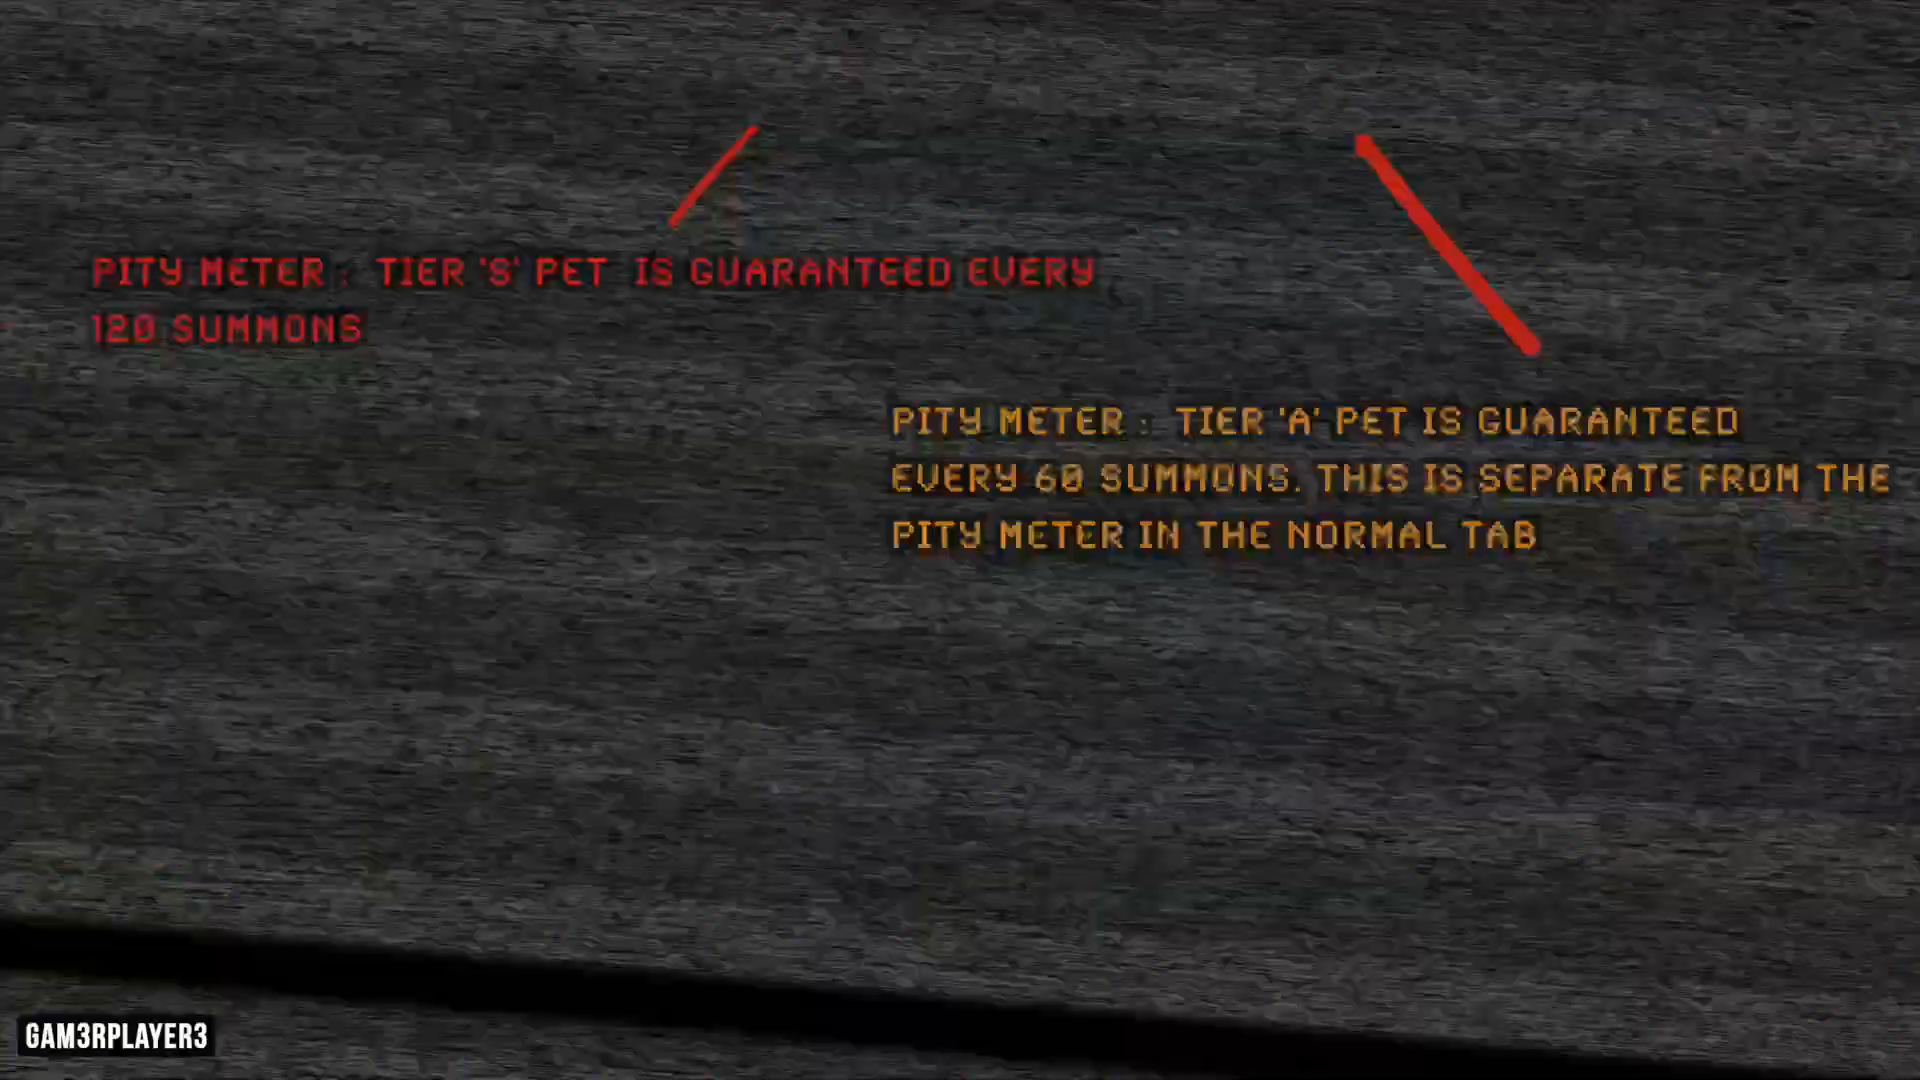 PITY METER : TIER 'S' PET IS GUARANTEED EVERY
120 SUMMONS
PITY METER : TIER 'A' PET IS GUARANTEED
EVERY 60 SUMMONS. THIS IS SEPARATE FROM THE
PITY METER IN THE NORMAL TAB
GAM3RPLAYER3